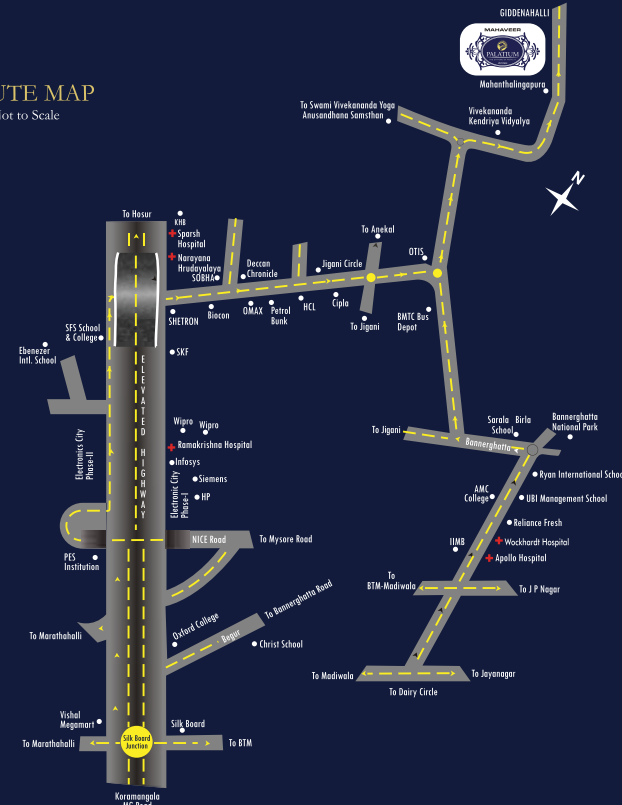 GIDDENAHALLI
MAHAVEER
PALATIUM
Mahanthalingapura
UTE MAP
Not to Scale
To Swami Vivekananda Yoga
Anusandhana Samsthan
Vivekananda
Kendriya Vidyalya
N
To Hosur
KHB
Sparsh
Hospital
Narayana
Hrudayalaya
SOBHA
Deccan
Chronicle
Jigani Circle
To Anekal
OTIS
SHETRON
Biocon
OMAX
Petrol
Bunk
HCL
Cipla
To Jigani
BMTC Bus
Depot
SFS School
& College
Ebenezer
Intl. School
SKF
ELEVATED HIGHWAY
Electronics City
Phase-II
Wipro
Wipro
Ramakrishna Hospital
Infosys
Siemens
HP
Electronic City
Phase-I
To Jigani
Bannerghatta
Sarala Birla
School
Bannerghatta
National Park
Ryan International Schoo
AMC
College
UBI Management School
Reliance Fresh
IIMB
Wockhardt Hospital
Apollo Hospital
NICE Road
To Mysore Road
PES
Institution
To
BTM-Madiwala
To J P Nagar
To Marathahalli
Oxford College
Begur
To Bannerghatta Road
Christ School
To Madiwala
To Jayanagar
To Dairy Circle
Vishal
Megamart
Silk Board
To Marathahalli
Silk Board
Junction
To BTM
Koramangala
MG Road